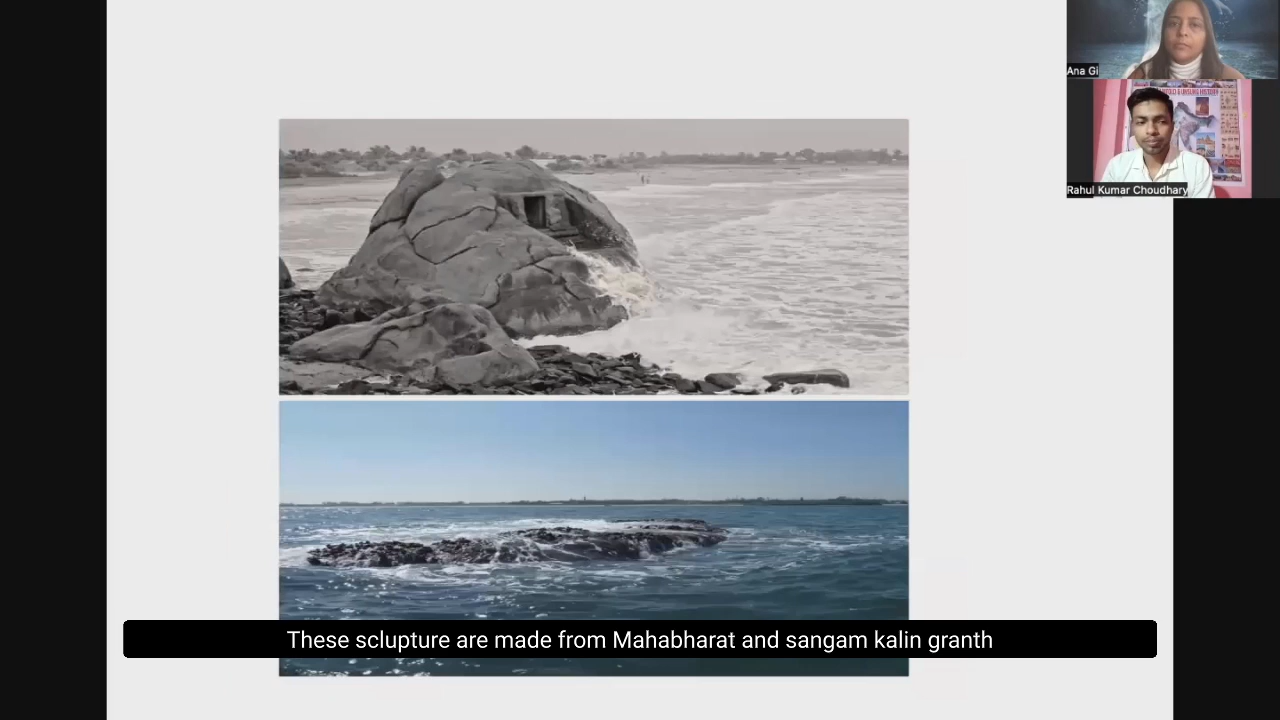 Ana Gi
Rahul Kumar Choudhary
These sclupture are made from Mahabharat and sangam kalin granth